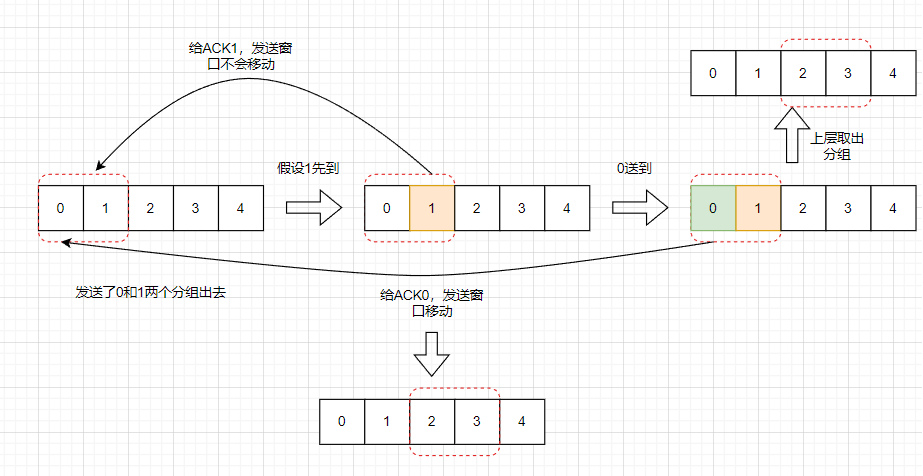 给ACK1，发送窗
口不会移动
0 1 2 3 4
上层取出
分组
假设1先到
0送到
0 1 2 3 4
0 1 2 3 4
0 1 2 3 4
发送了0和1两个分组出去
给ACK0，发送窗
口移动
0 1 2 3 4